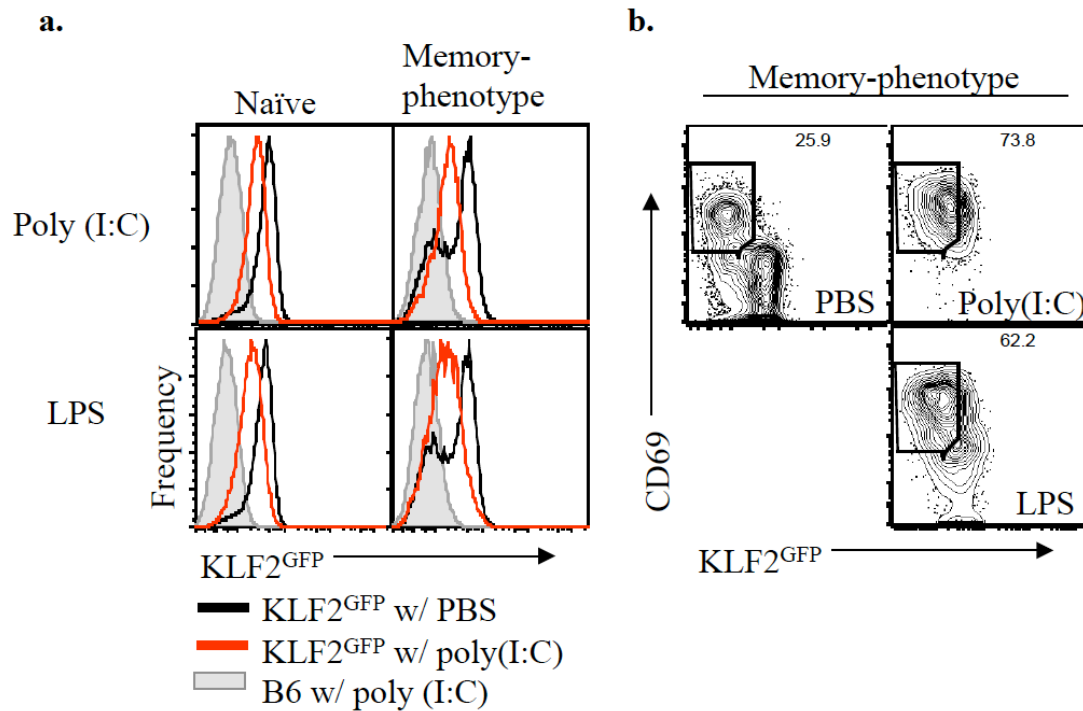 a.
Naïve
Memory-
phenotype
Poly (I:C)
LPS
Frequency
KLF2GFP
KLF2GFP w/ PBS
KLF2GFP w/ poly(I:C)
B6 w/ poly (I:C)
b.
Memory-phenotype
25.9
73.8
PBS
Poly(I:C)
62.2
LPS
CD69
KLF2GFP